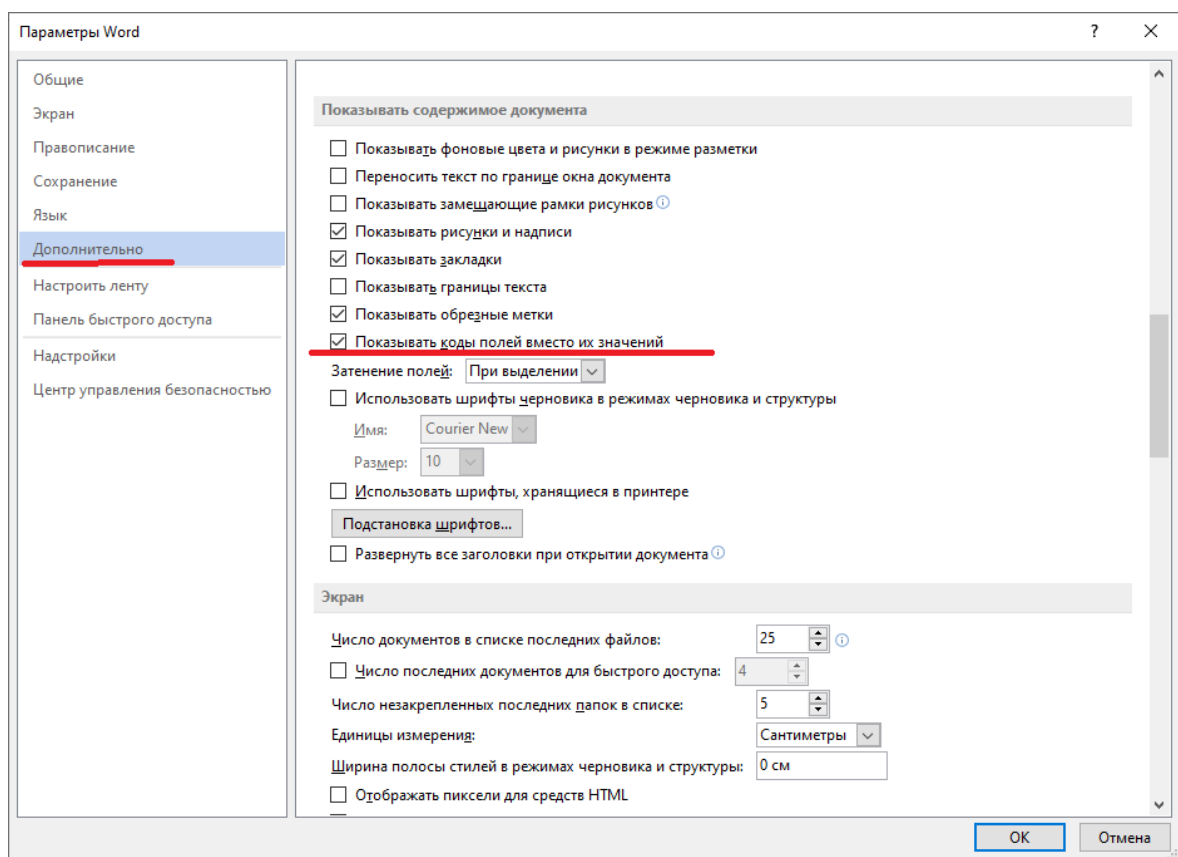 Параметры Word
Общие
Экран
Правописание
Сохранение
Язык
Дополнительно
Настроить ленту
Панель быстрого доступа
Надстройки
Центр управления безопасностью
Показывать содержимое документа
Показывать фоновые цвета и рисунки в режиме разметки
Переносить текст по границе окна документа
Показывать замещающие рамки рисунков
Показывать рисунки и надписи
Показывать закладки
Показывать границы текста
Показывать обрезные метки
Показывать коды полей вместо их значений
Затенение полей: При выделении
Использовать шрифты черновика в режимах черновика и структуры
Имя: Courier New
Размер: 10
Использовать шрифты, хранящиеся в принтере
Подстановка шрифтов...
Развернуть все заголовки при открытии документа
Экран
Число документов в списке последних файлов: 25
Число последних документов для быстрого доступа: 4
Число незакрепленных последних папок в списке: 5
Единицы измерения: Сантиметры
Ширина полосы стилей в режимах черновика и структуры: 0 см
Отображать пиксели для средств HTML
ОК Отмена